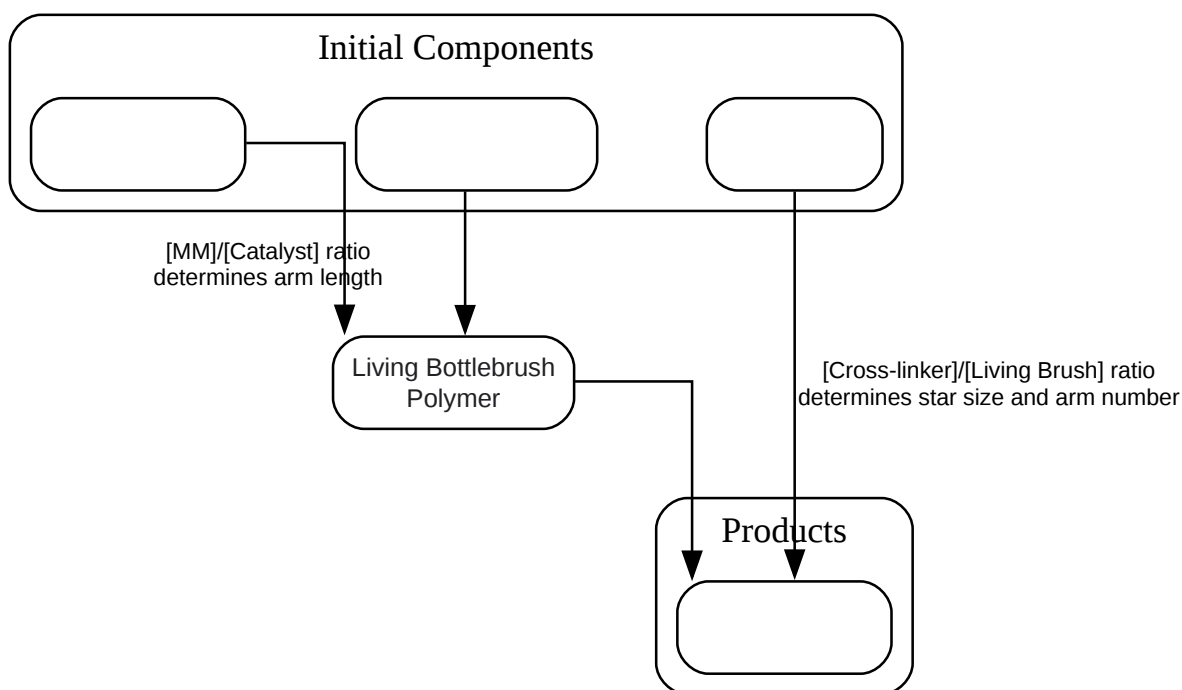 Initial Components
[MM]/[Catalyst] ratio
determines arm length
Living Bottlebrush
Polymer
[Cross-linker]/[Living Brush] ratio
determines star size and arm number
Products